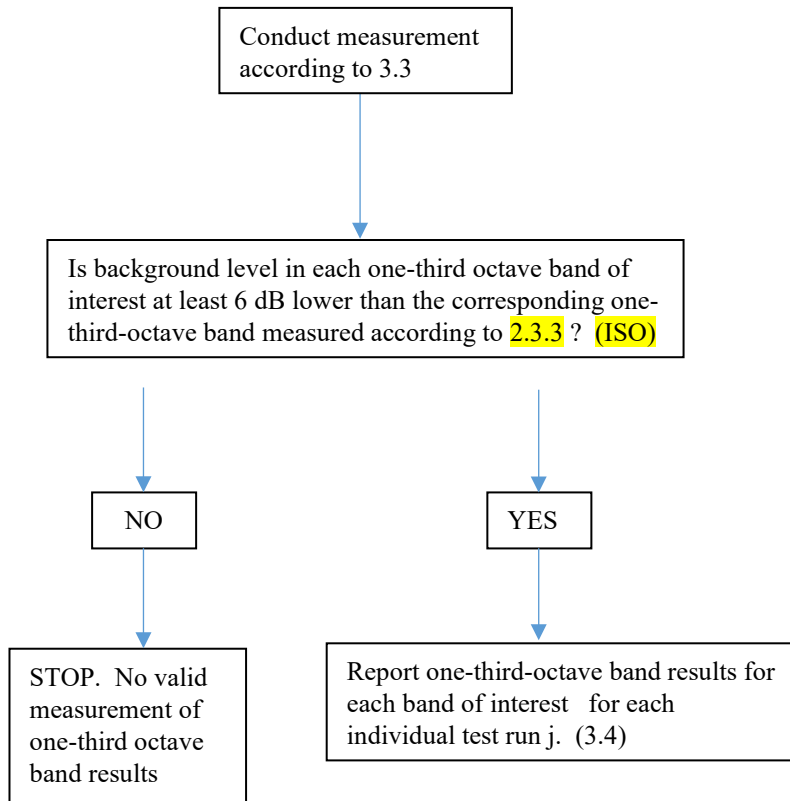 Conduct measurement
according to 3.3
Is background level in each one-third octave band of
interest at least 6 dB lower than the corresponding one-
third-octave band measured according to 2.3.3 ? (ISO)
NO
YES
STOP. No valid
measurement of
one-third octave
band results
Report one-third-octave band results for
each band of interest for each
individual test run j. (3.4)